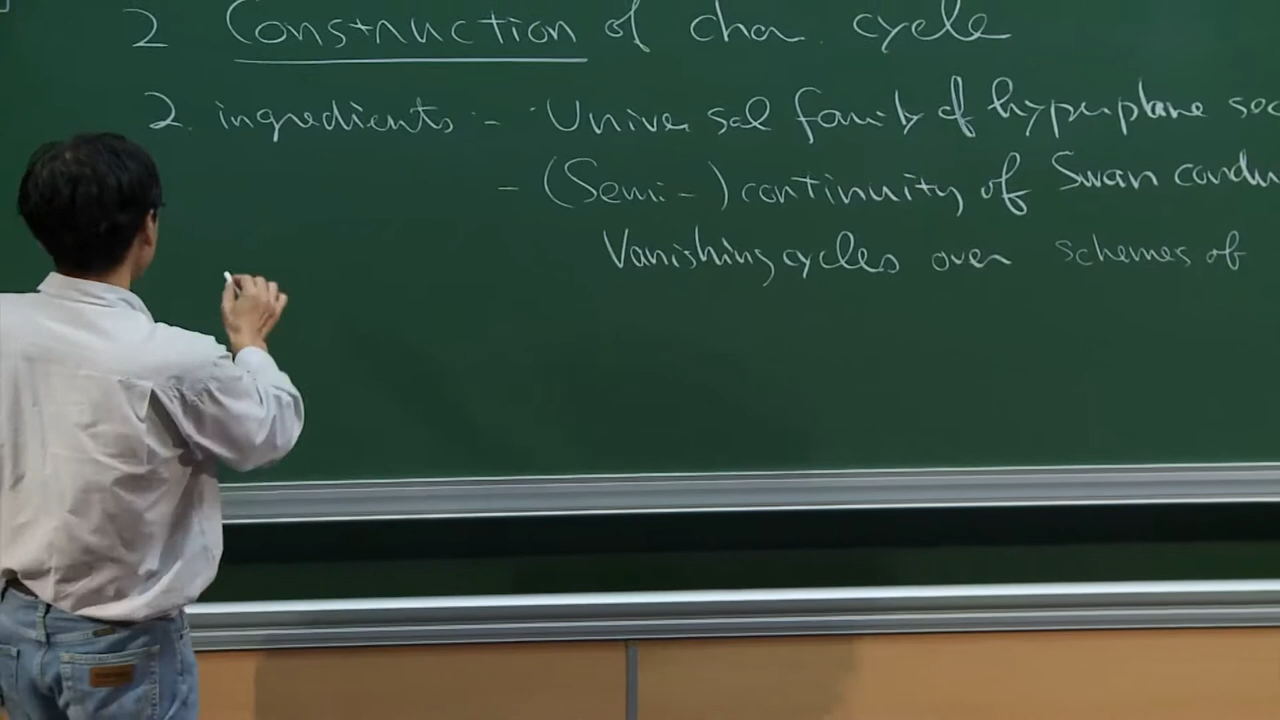 2 Construction of char. cycle
2. ingredients - Universal family of hyperplane sec
- (Semi-) continuity of Swan condu
Vanishing cycles over schemes of